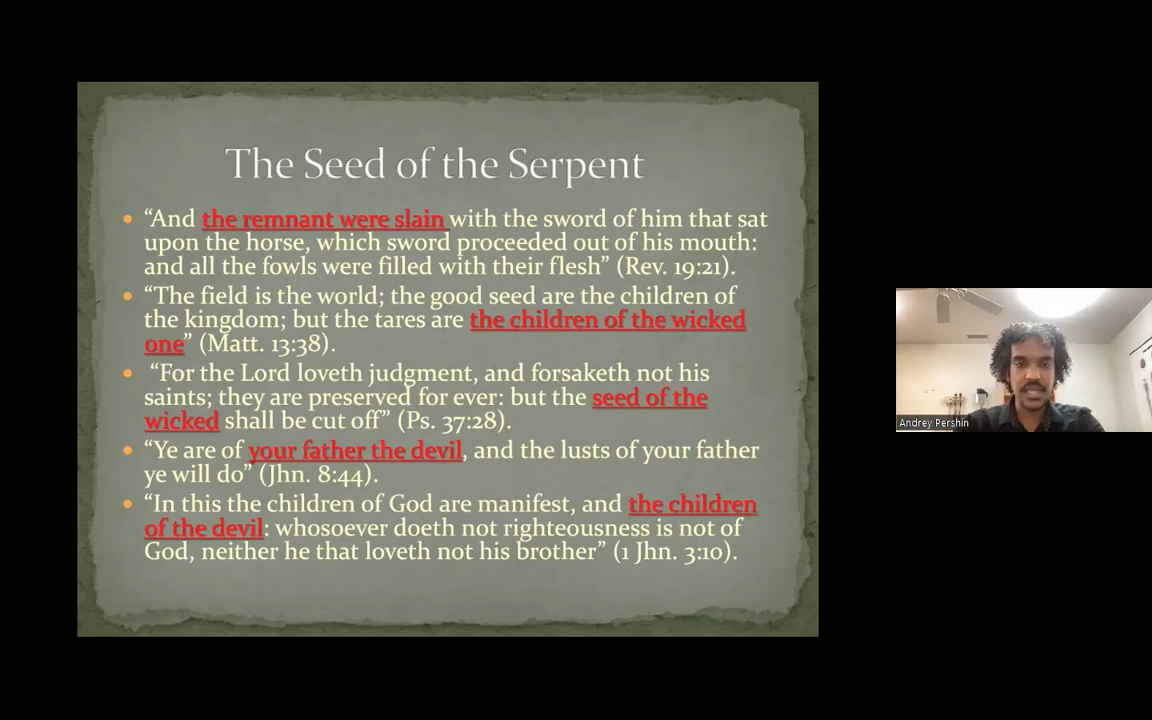 The Seed of the Serpent
• “And the remnant were slain with the sword of him that sat
upon the horse, which sword proceeded out of his mouth:
and all the fowls were filled with their flesh” (Rev. 19:21).
• “The field is the world; the good seed are the children of
the kingdom; but the tares are the children of the wicked
one” (Matt. 13:38).
• “For the Lord loveth judgment, and forsaketh not his
saints; they are preserved for ever: but the seed of the
wicked shall be cut off” (Ps. 37:28).
• “Ye are of your father the devil, and the lusts of your father
ye will do” (Jhn. 8:44).
• “In this the children of God are manifest, and the children
of the devil: whosoever doeth not righteousness is not of
God, neither he that loveth not his brother” (1 Jhn. 3:10).
Andrey Pershin